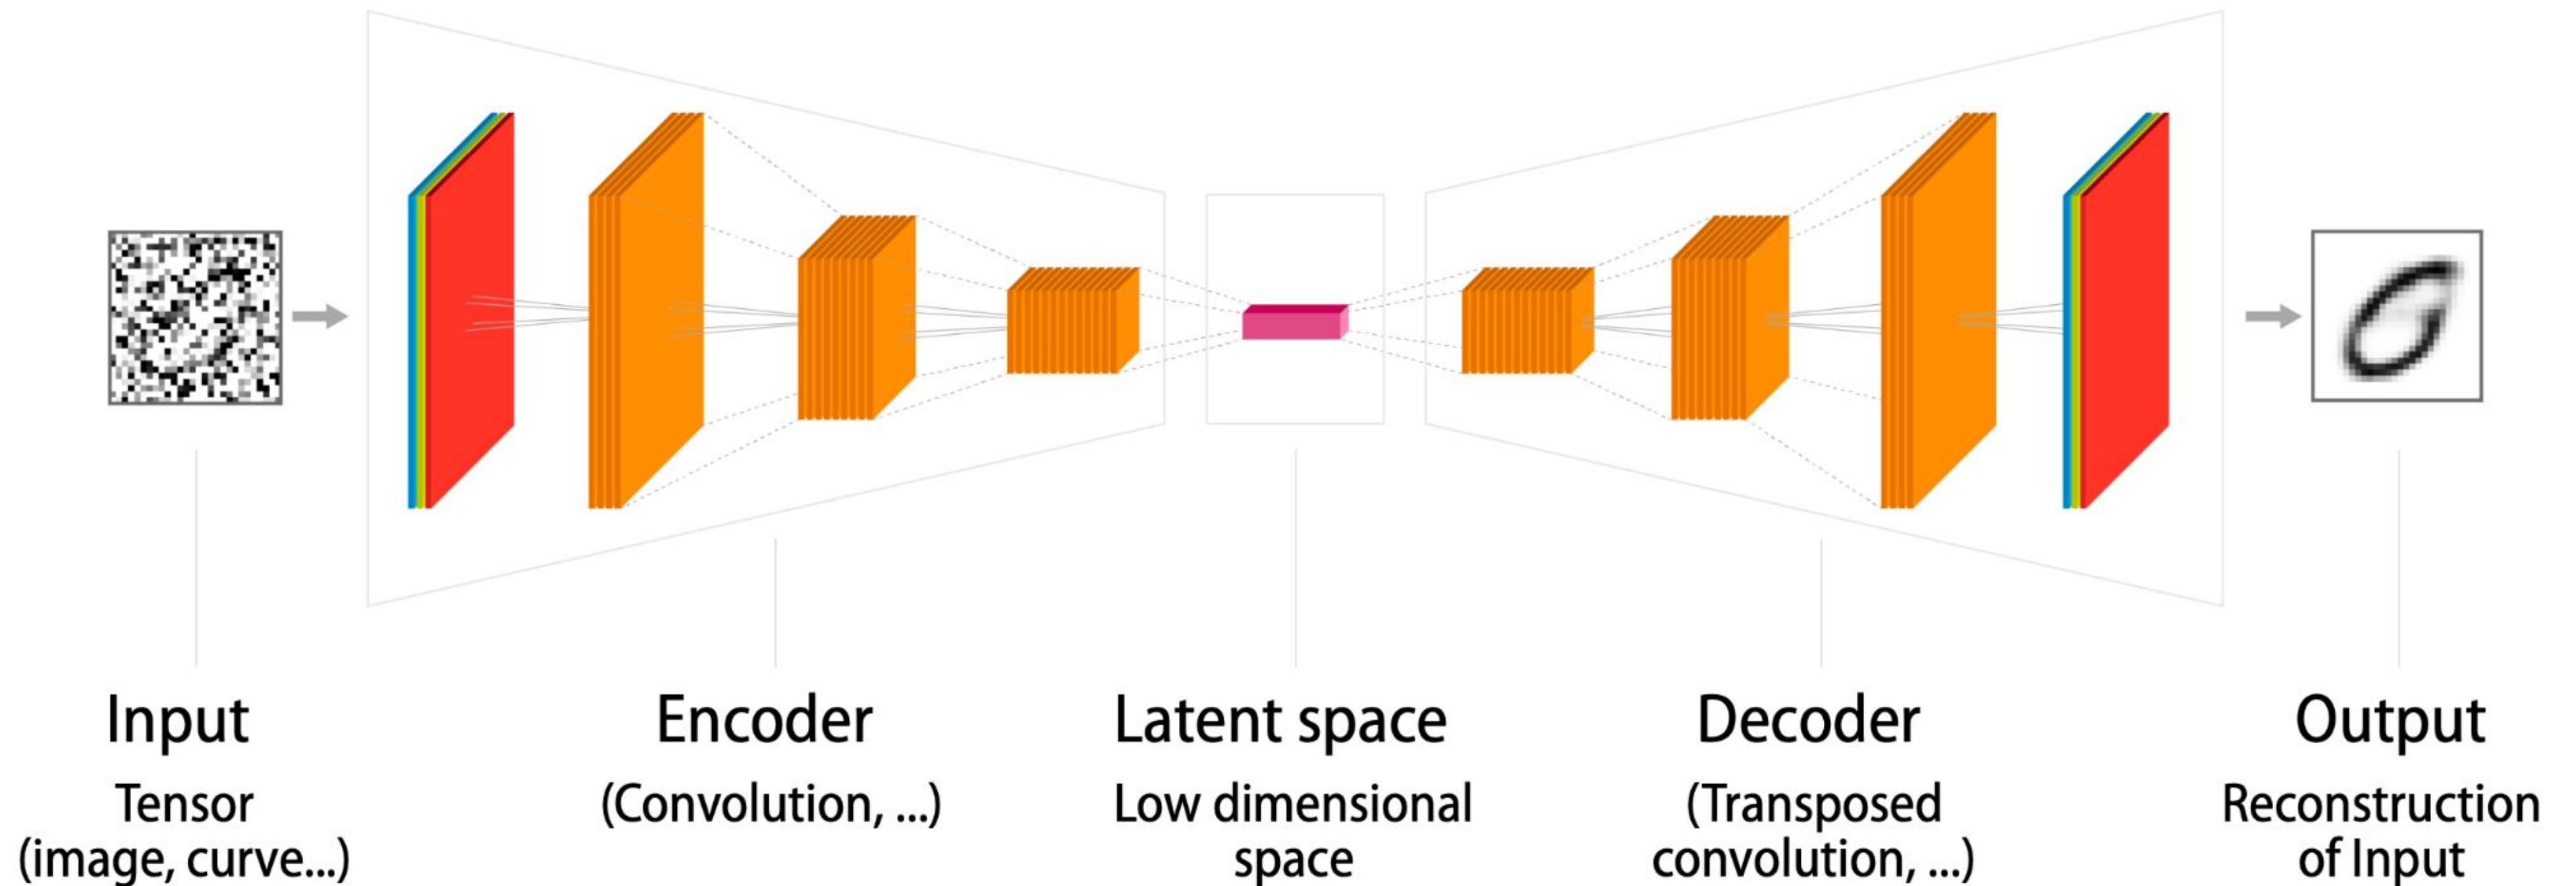 Input
Tensor
(image, curve...)
Encoder
(Convolution, ...)
Latent space
Low dimensional
space
Decoder
(Transposed
convolution, ...)
Output
Reconstruction
of Input